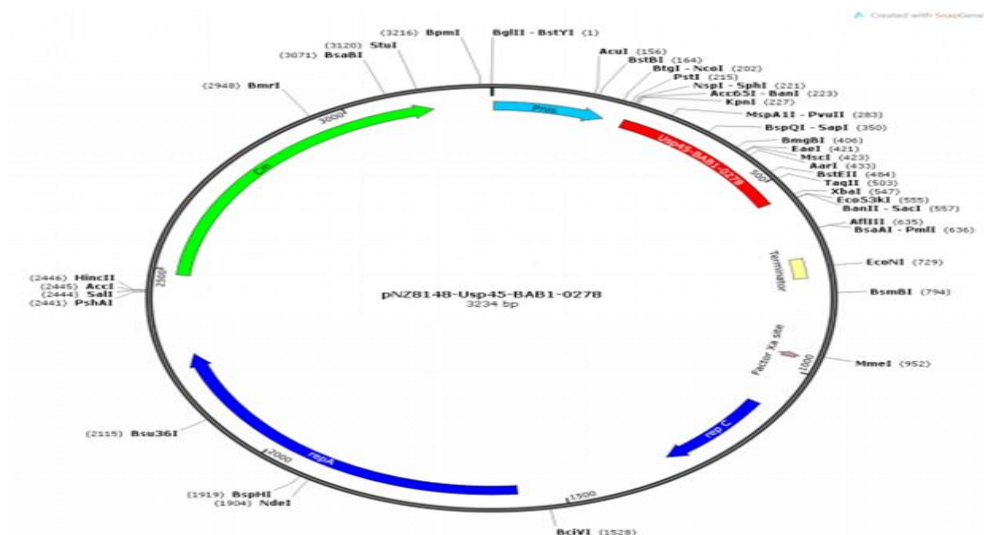 Created with SnapGene
(3216) BpmI
BglII - BstYI (1)
(3120) StuI
(3071) BsaBI
(2948) BmrI
AcuI (156)
BstBI (164)
BtgI - NcoI (202)
PstI (215)
NspI - SphI (221)
Acc65I - BanI (223)
KpnI (227)
MspA1I - PvuII (283)
BspQI - SapI (350)
BmgBI (406)
EaeI (421)
MscI (423)
AarI (433)
BstEII (484)
TaqII (503)
XbaI (547)
Eco53kI (555)
BanII - SacI (557)
AflIII (635)
BsaAI - PmlI (636)
EcoNI (729)
BsmBI (794)
MmeI (952)
BciVI (1528)
(1904) NdeI
(1919) BspHI
(2115) Bsu36I
(2441) PshAI
(2444) SalI
(2445) AccI
(2446) HincII
500
1000
1500
2000
2500
3000
Pnis
Usp45-BAB1-0278
Terminator
Factor Xa site
rep C
repA
Cm
pNZ8148-Usp45-BAB1-0278
3234 bp